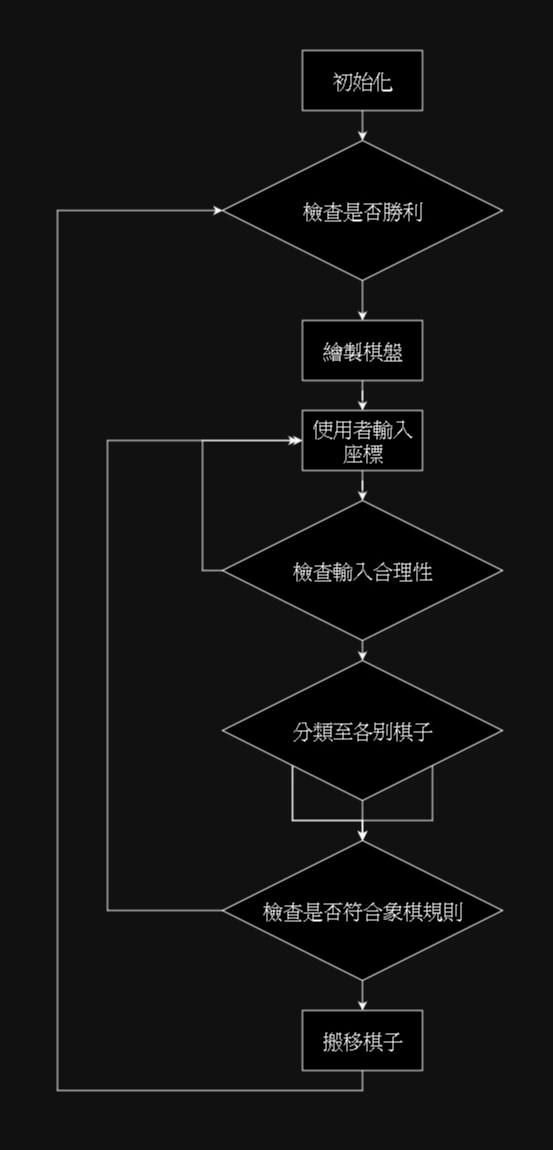 初始化
檢查是否勝利
繪製棋盤
使用者輸入
座標
檢查輸入合理性
分類至各別棋子
檢查是否符合象棋規則
搬移棋子